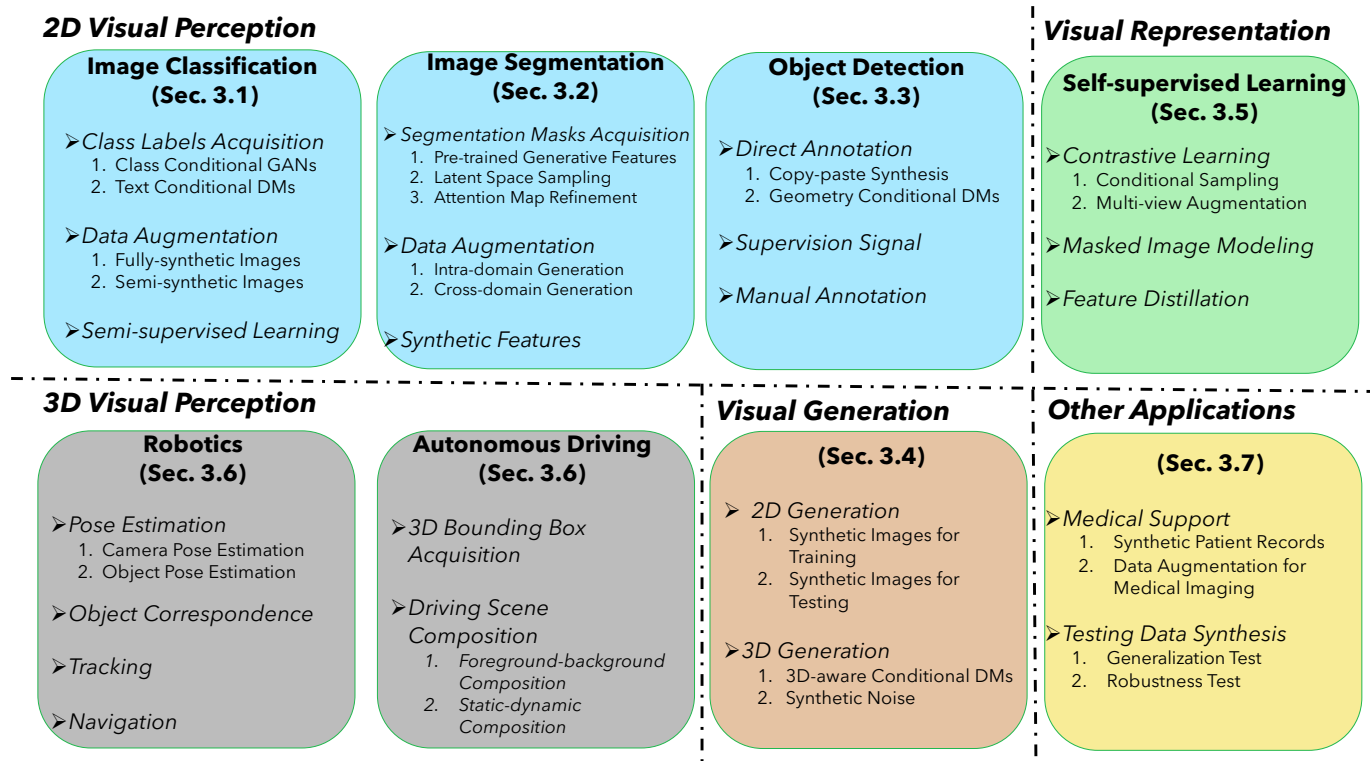 2D Visual Perception
Image Classification
(Sec. 3.1)
➤Class Labels Acquisition
1. Class Conditional GANs
2. Text Conditional DMs
➤Data Augmentation
1. Fully-synthetic Images
2. Semi-synthetic Images
➤Semi-supervised Learning
Image Segmentation
(Sec. 3.2)
➤Segmentation Masks Acquisition
1. Pre-trained Generative Features
2. Latent Space Sampling
3. Attention Map Refinement
➤Data Augmentation
1. Intra-domain Generation
2. Cross-domain Generation
➤Synthetic Features
Object Detection
(Sec. 3.3)
➤Direct Annotation
1. Copy-paste Synthesis
2. Geometry Conditional DMs
➤Supervision Signal
➤Manual Annotation
Visual Representation
Self-supervised Learning
(Sec. 3.5)
➤Contrastive Learning
1. Conditional Sampling
2. Multi-view Augmentation
➤Masked Image Modeling
➤Feature Distillation
3D Visual Perception
Robotics
(Sec. 3.6)
➤Pose Estimation
1. Camera Pose Estimation
2. Object Pose Estimation
➤Object Correspondence
➤Tracking
➤Navigation
Autonomous Driving
(Sec. 3.6)
➤3D Bounding Box
Acquisition
➤Driving Scene
Composition
1. Foreground-background
Composition
2. Static-dynamic
Composition
Visual Generation
(Sec. 3.4)
➤ 2D Generation
1. Synthetic Images for
Training
2. Synthetic Images for
Testing
➤3D Generation
1. 3D-aware Conditional DMs
2. Synthetic Noise
Other Applications
(Sec. 3.7)
➤Medical Support
1. Synthetic Patient Records
2. Data Augmentation for
Medical Imaging
➤Testing Data Synthesis
1. Generalization Test
2. Robustness Test